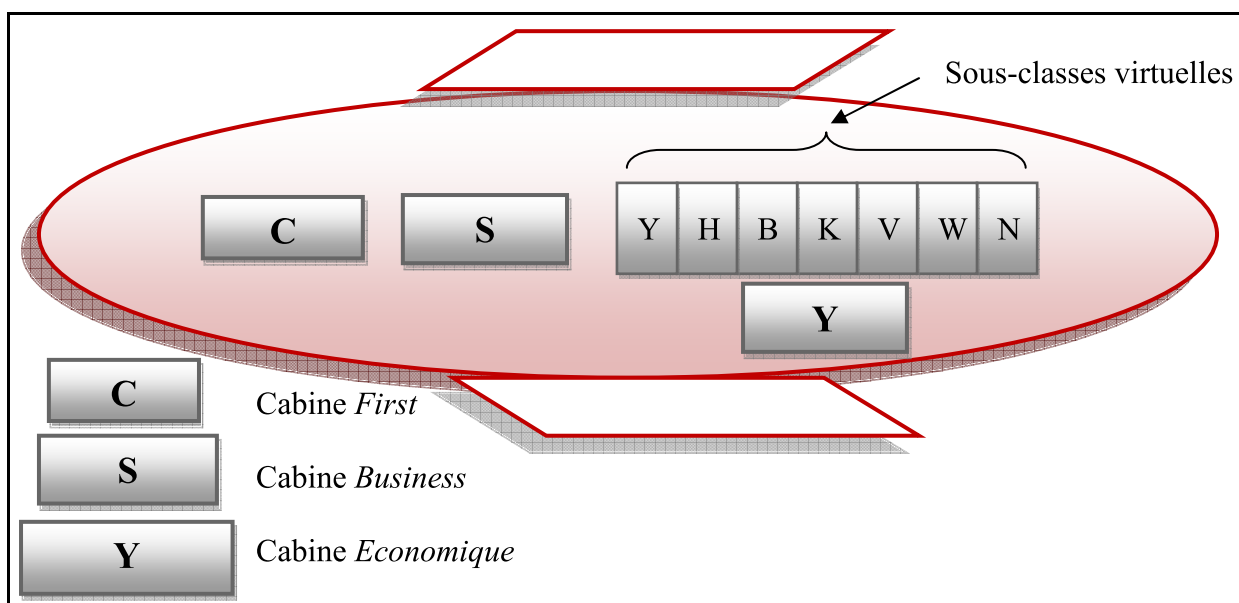 Sous-classes virtuelles
C
S
Y H B K V W N
Y
C Cabine First
S Cabine Business
Y Cabine Economique